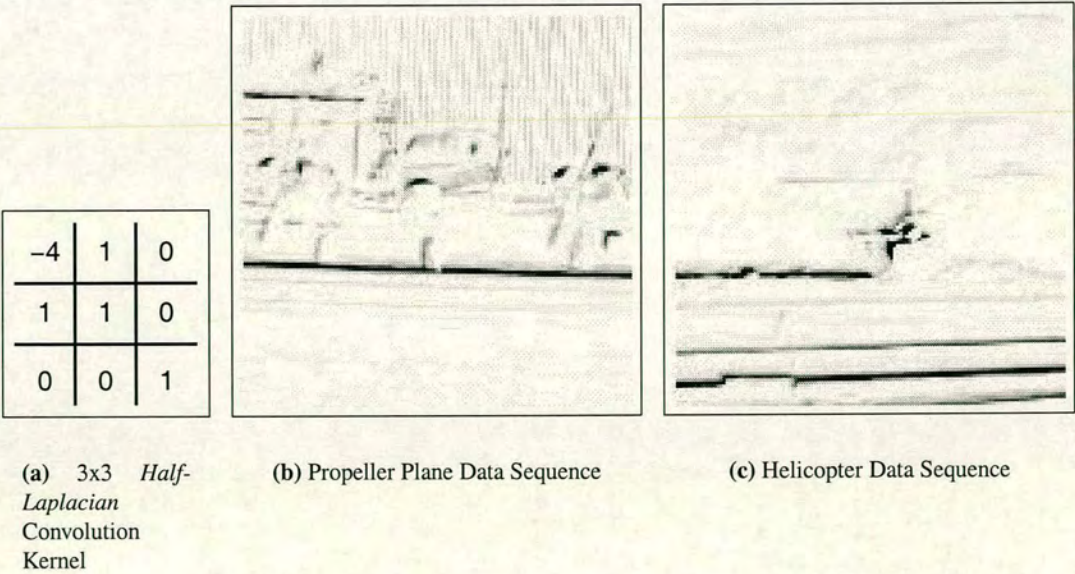 −4 1 0
1 1 0
0 0 1
(a) 3x3 Half-
Laplacian
Convolution
Kernel
(b) Propeller Plane Data Sequence
(c) Helicopter Data Sequence